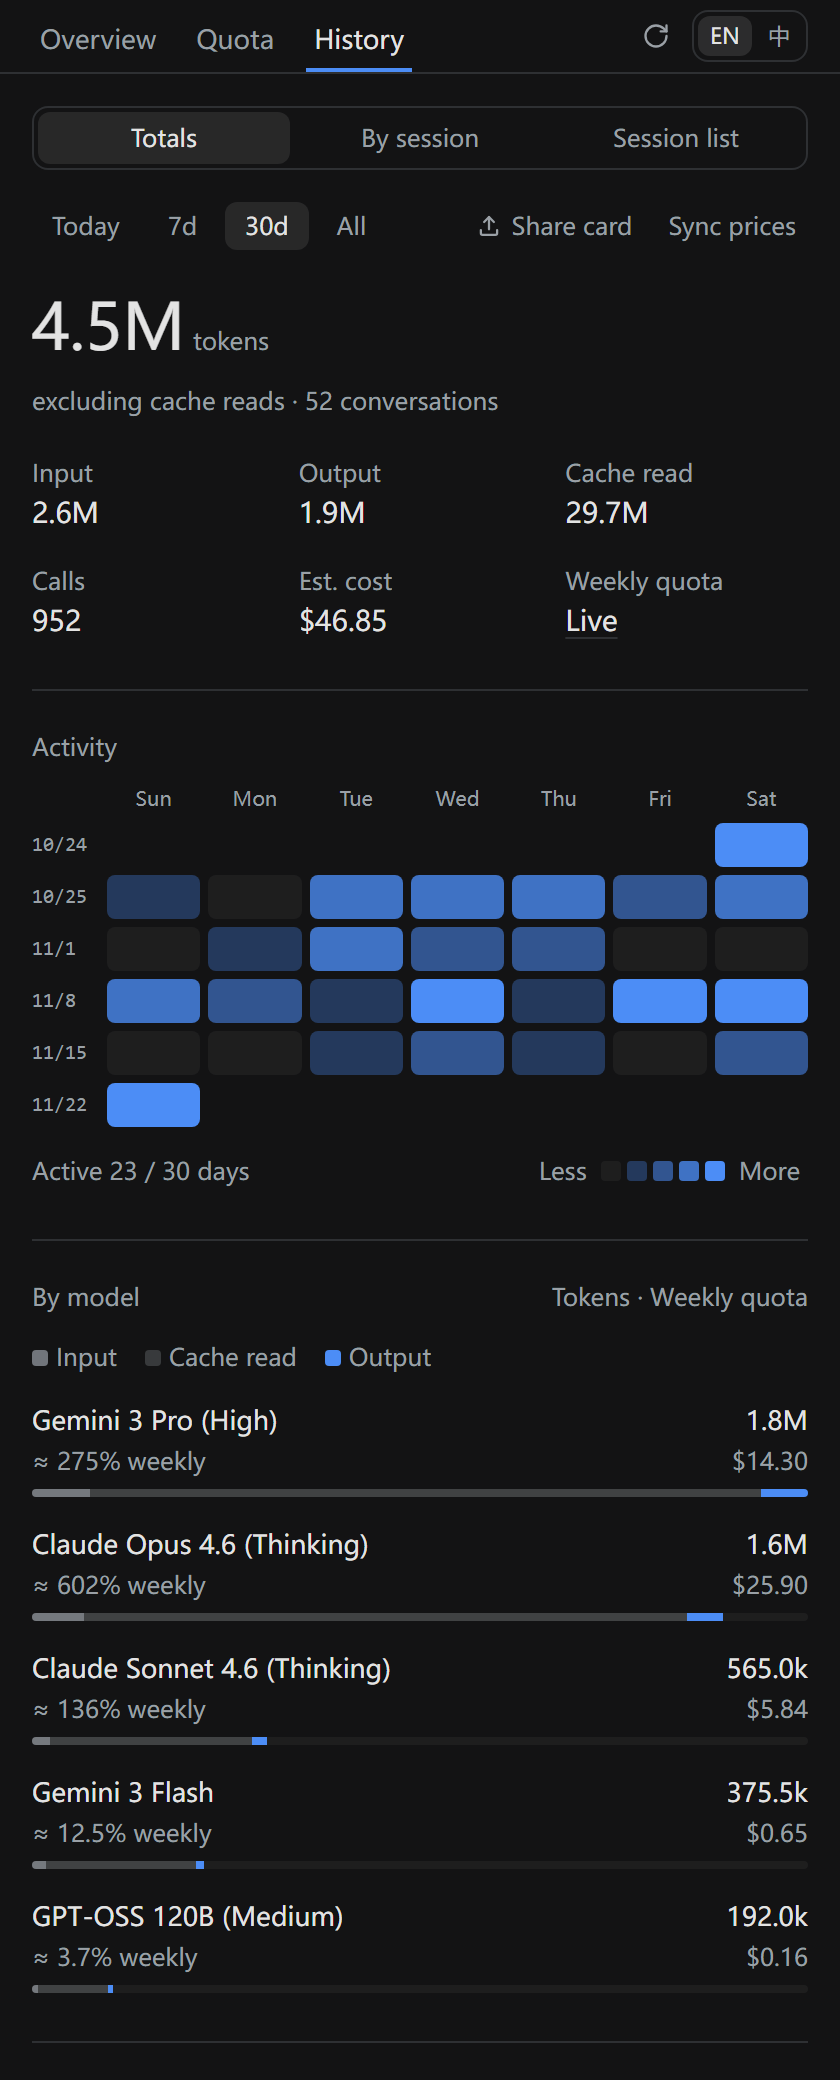 Overview Quota History EN 中
Totals By session Session list
Today 7d 30d All Share card Sync prices
4.5M tokens
excluding cache reads · 52 conversations
Input Output Cache read
2.6M 1.9M 29.7M
Calls Est. cost Weekly quota
952 $46.85 Live
Activity
Sun Mon Tue Wed Thu Fri Sat
10/24
10/25
11/1
11/8
11/15
11/22
Active 23 / 30 days Less More
By model Tokens · Weekly quota
Input Cache read Output
Gemini 3 Pro (High) 1.8M
≈ 275% weekly $14.30
Claude Opus 4.6 (Thinking) 1.6M
≈ 602% weekly $25.90
Claude Sonnet 4.6 (Thinking) 565.0k
≈ 136% weekly $5.84
Gemini 3 Flash 375.5k
≈ 12.5% weekly $0.65
GPT-OSS 120B (Medium) 192.0k
≈ 3.7% weekly $0.16